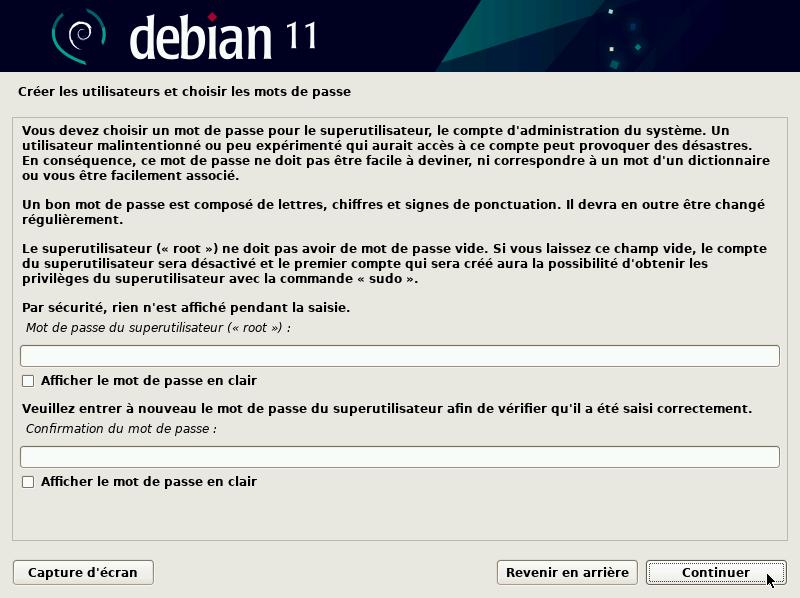 debian 11
Créer les utilisateurs et choisir les mots de passe
Vous devez choisir un mot de passe pour le superutilisateur, le compte d'administration du système. Un
utilisateur malintentionné ou peu expérimenté qui aurait accès à ce compte peut provoquer des désastres.
En conséquence, ce mot de passe ne doit pas être facile à deviner, ni correspondre à un mot d'un dictionnaire
ou vous être facilement associé.
Un bon mot de passe est composé de lettres, chiffres et signes de ponctuation. Il devra en outre être changé
régulièrement.
Le superutilisateur (« root ») ne doit pas avoir de mot de passe vide. Si vous laissez ce champ vide, le compte
du superutilisateur sera désactivé et le premier compte qui sera créé aura la possibilité d'obtenir les
privilèges du superutilisateur avec la commande « sudo ».
Par sécurité, rien n'est affiché pendant la saisie.
Mot de passe du superutilisateur (« root ») :
Afficher le mot de passe en clair
Veuillez entrer à nouveau le mot de passe du superutilisateur afin de vérifier qu'il a été saisi correctement.
Confirmation du mot de passe :
Afficher le mot de passe en clair
Capture d'écran
Revenir en arrière
Continuer